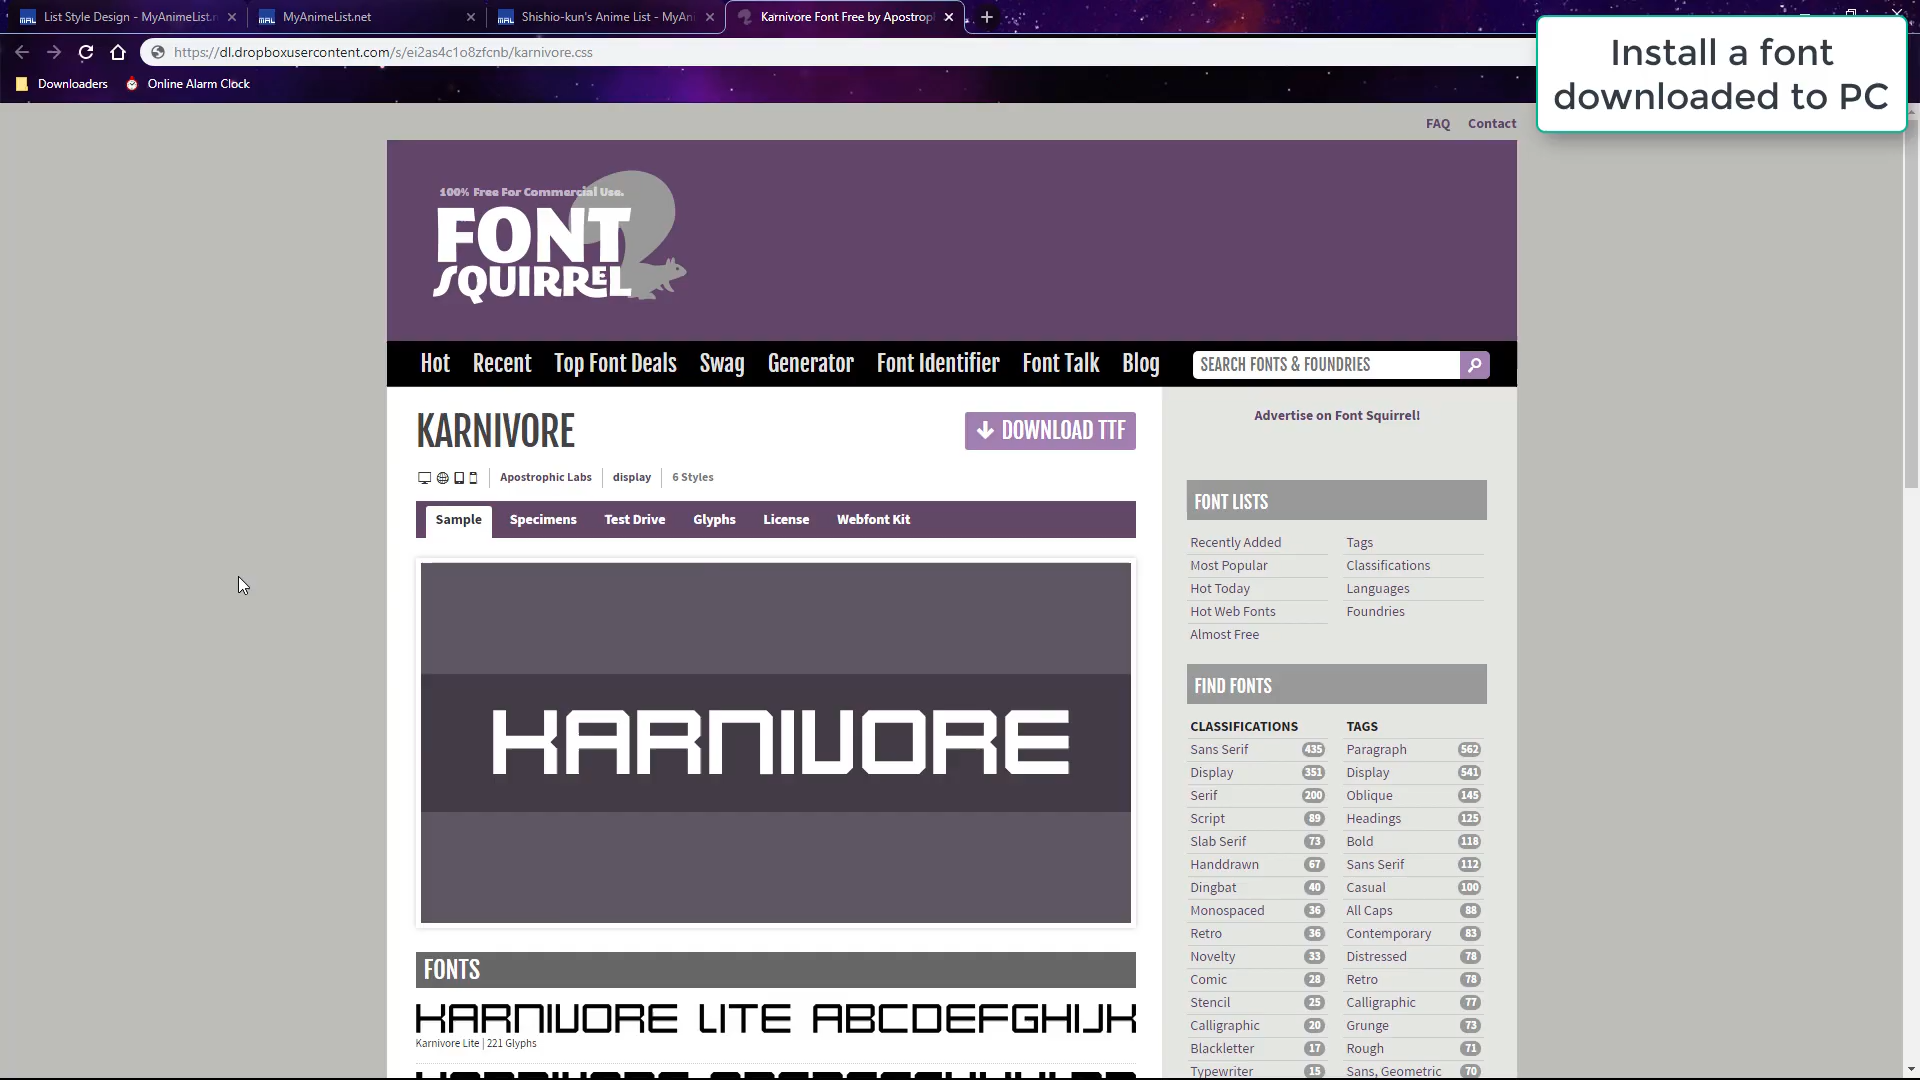 List Style Design - MyAnimeList.n
MyAnimeList.net
Shishio-kun's Anime List - MyAn
Karnivore Font Free by Apostroph
https://dl.dropboxusercontent.com/s/ei2as4c1o8zfcnb/karnivore.css
Downloaders
Online Alarm Clock
Install a font
downloaded to PC
FAQ Contact
100% Free For Commercial Use.
FONT
SQUIRREL
Hot Recent Top Font Deals Swag Generator Font Identifier Font Talk Blog
SEARCH FONTS & FOUNDRIES
KARNIVORE
DOWNLOAD TTF
Apostrophic Labs display 6 Styles
Sample Specimens Test Drive Glyphs License Webfont Kit
KARNIVORE
FONTS
KARNIVORE LITE ABCDEFGHIJK
Karnivore Lite | 221 Glyphs
Advertise on Font Squirrel!
FONT LISTS
Recently Added Tags
Most Popular Classifications
Hot Today Languages
Hot Web Fonts Foundries
Almost Free
FIND FONTS
CLASSIFICATIONS TAGS
Sans Serif 435 Paragraph 562
Display 351 Display 541
Serif 200 Oblique 145
Script 89 Headings 125
Slab Serif 73 Bold 118
Handdrawn 67 Sans Serif 112
Dingbat 40 Casual 100
Monospaced 36 All Caps 88
Retro 36 Contemporary 83
Novelty 33 Distressed 78
Comic 28 Retro 78
Stencil 25 Calligraphic 77
Calligraphic 20 Grunge 73
Blackletter 17 Rough 71
Typewriter 15 Sans, Geometric 70